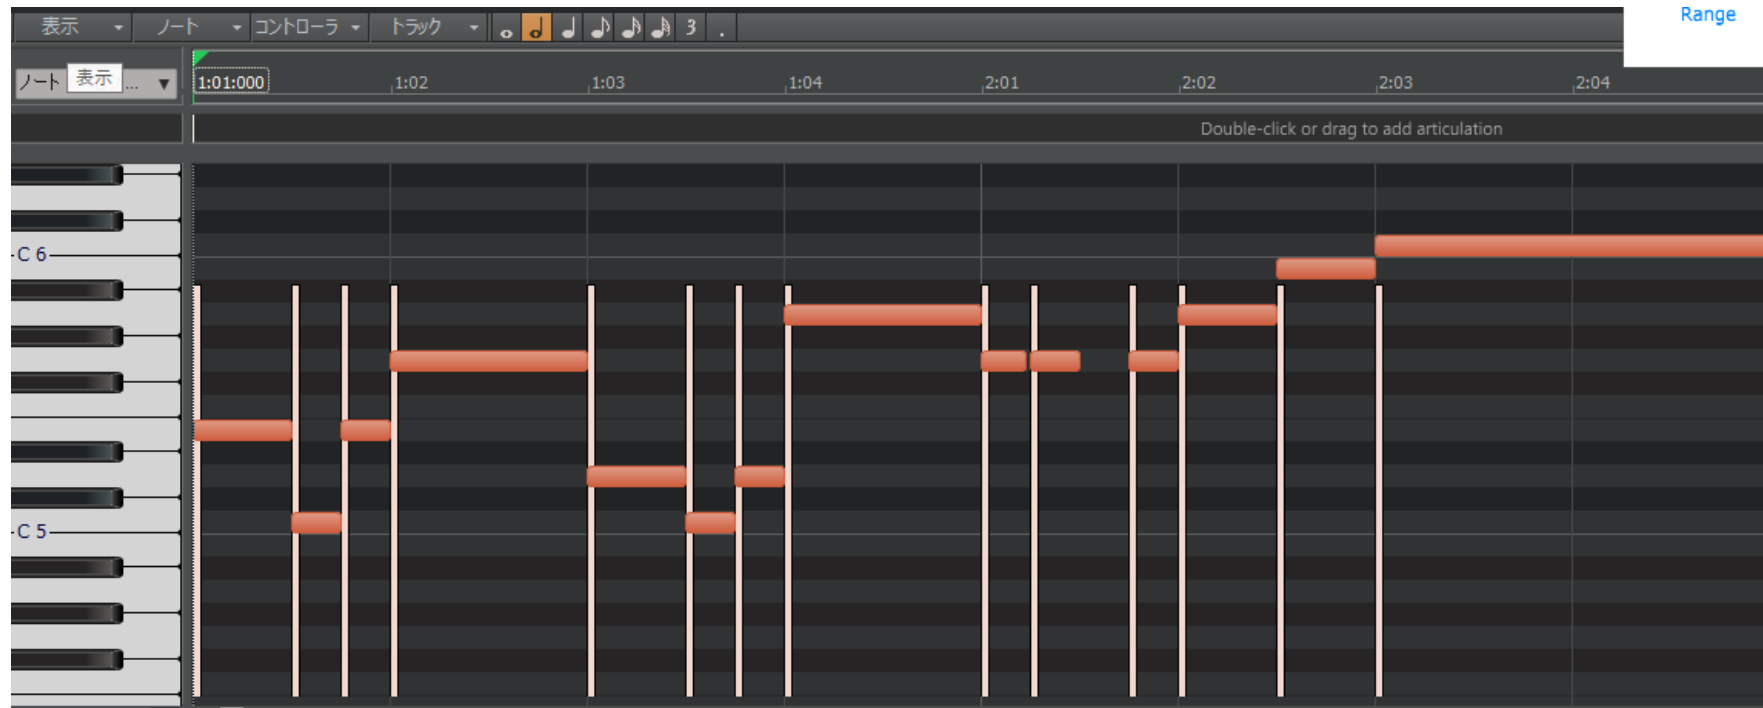 Range
表示 ノート コントローラ トラック 3 .
ノート 表示 ...
1:01:000 1:02 1:03 1:04 2:01 2:02 2:03 2:04
Double-click or drag to add articulation
C 6
C 5